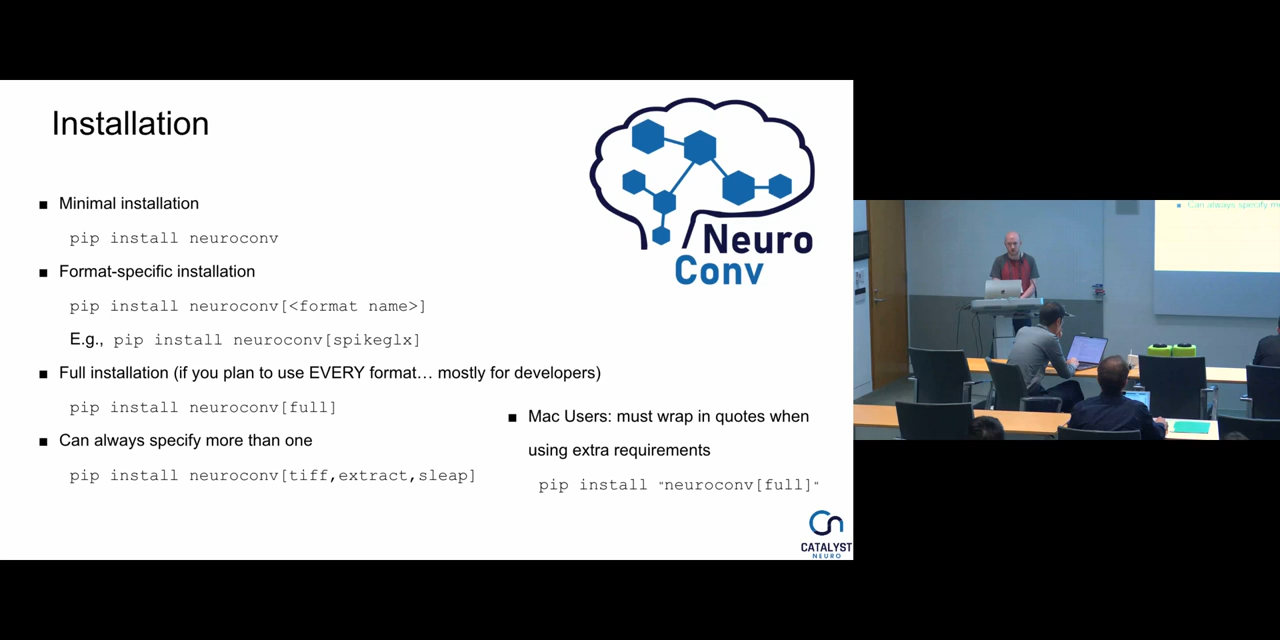 Installation
Neuro
Conv
■ Minimal installation
pip install neuroconv
■ Format-specific installation
pip install neuroconv[<format name>]
E.g., pip install neuroconv[spikeglx]
■ Full installation (if you plan to use EVERY format… mostly for developers)
pip install neuroconv[full]
■ Can always specify more than one
pip install neuroconv[tiff,extract,sleap]
■ Mac Users: must wrap in quotes when
using extra requirements
pip install "neuroconv[full]"
Cn
CATALYST
NEURO
Can always specify mo